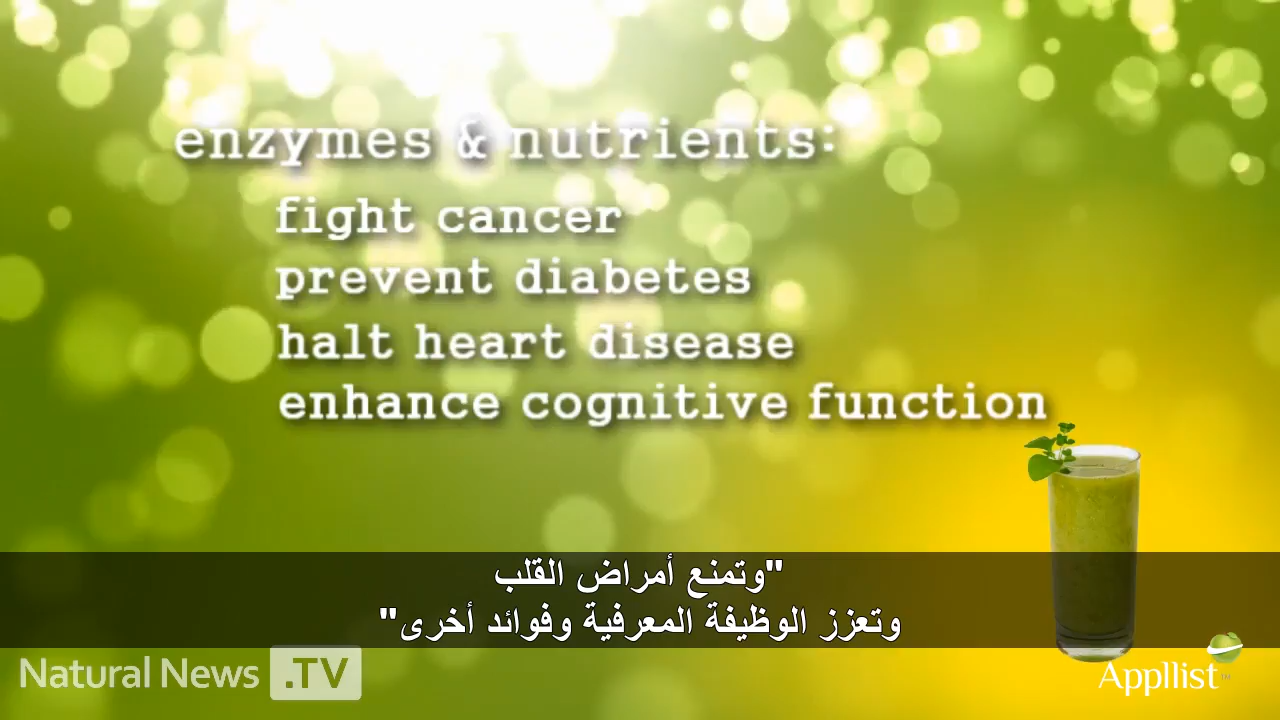 enzymes & nutrients:
fight cancer
prevent diabetes
halt heart disease
enhance cognitive function
"وتمنع أمراض القلب
وتعزز الوظيفة المعرفية وفوائد أخرى"
Natural News .TV
Appllist™